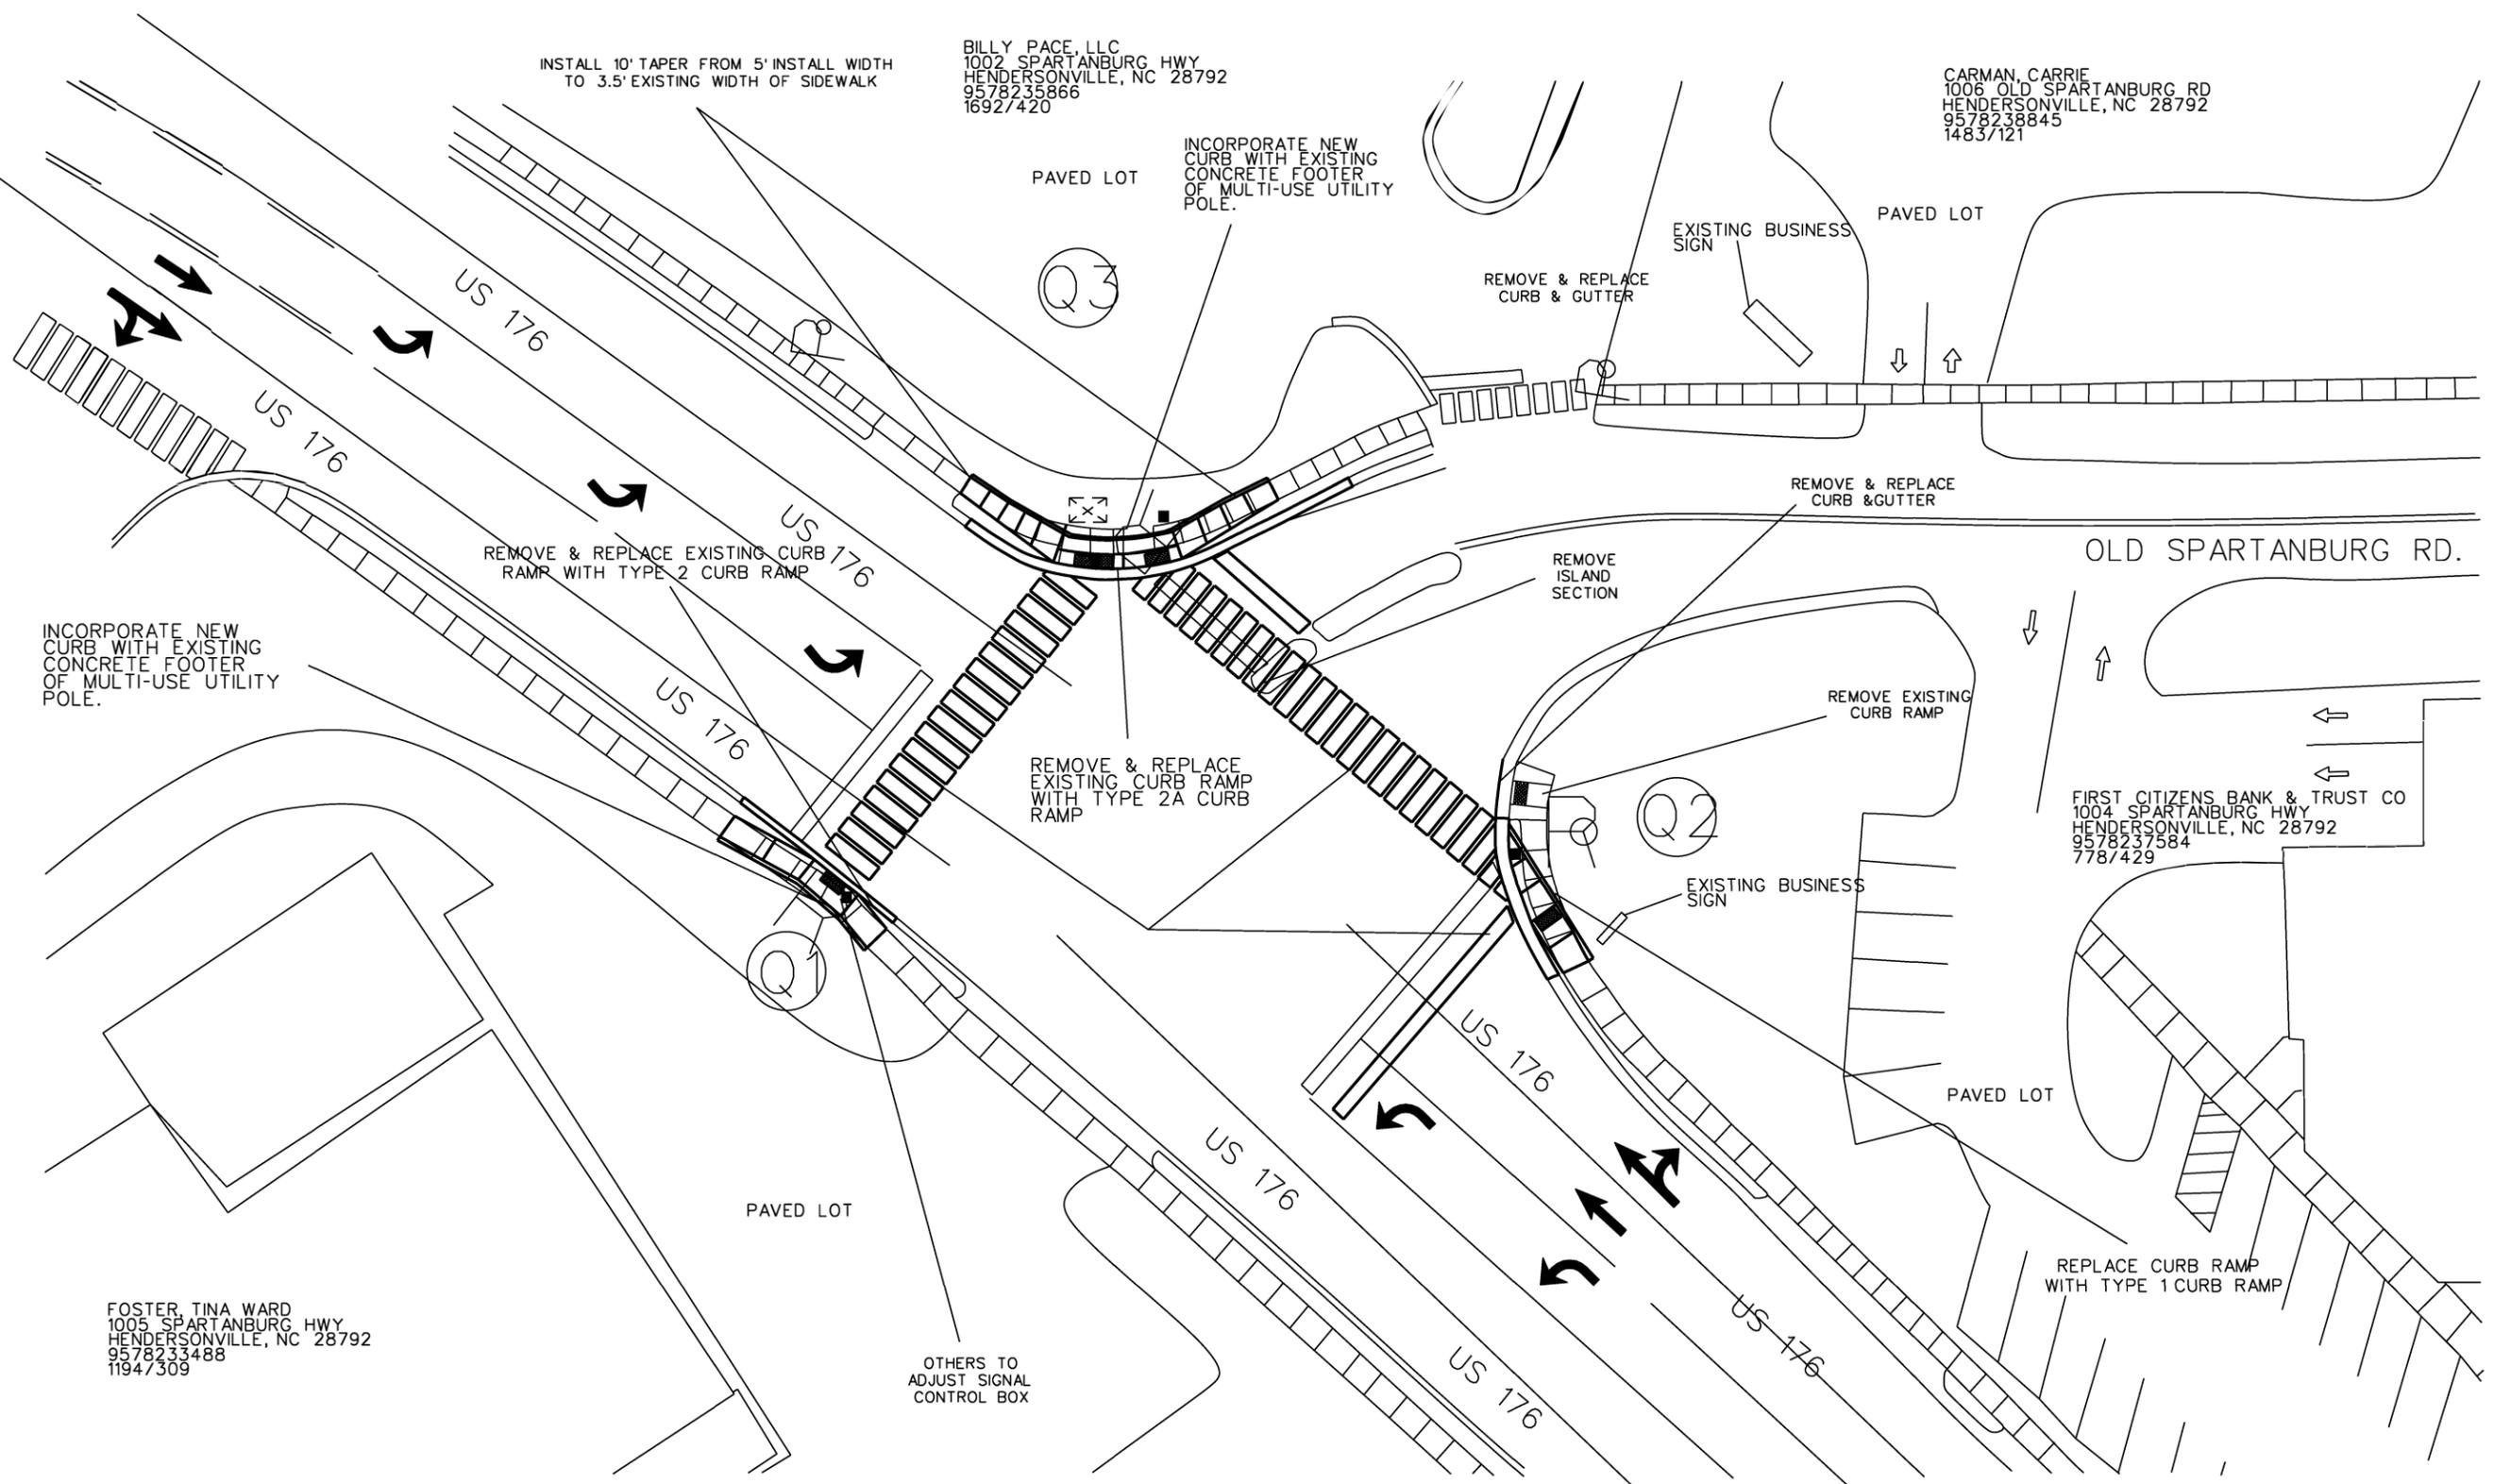 INSTALL 10' TAPER FROM 5' INSTALL WIDTH
TO 3.5' EXISTING WIDTH OF SIDEWALK
BILLY PACE, LLC
1002 SPARTANBURG HWY
HENDERSONVILLE, NC 28792
9578235866
1692/420
CARMAN, CARRIE
1006 OLD SPARTANBURG RD
HENDERSONVILLE, NC 28792
9578238845
1483/121
PAVED LOT
INCORPORATE NEW
CURB WITH EXISTING
CONCRETE FOOTER
OF MULTI-USE UTILITY
POLE.
PAVED LOT
EXISTING BUSINESS
SIGN
REMOVE & REPLACE
CURB & GUTTER
Q3
US 176
US 176
REMOVE & REPLACE
CURB &GUTTER
US 176
OLD SPARTANBURG RD.
REMOVE & REPLACE EXISTING CURB
RAMP WITH TYPE 2 CURB RAMP
REMOVE
ISLAND
SECTION
INCORPORATE NEW
CURB WITH EXISTING
CONCRETE FOOTER
OF MULTI-USE UTILITY
POLE.
US 176
REMOVE EXISTING
CURB RAMP
REMOVE & REPLACE
EXISTING CURB RAMP
WITH TYPE 2A CURB
RAMP
Q2
FIRST CITIZENS BANK & TRUST CO
1004 SPARTANBURG HWY
HENDERSONVILLE, NC 28792
9578237584
778/429
EXISTING BUSINESS
SIGN
Q1
US 176
PAVED LOT
US 176
PAVED LOT
REPLACE CURB RAMP
WITH TYPE 1 CURB RAMP
FOSTER, TINA WARD
1005 SPARTANBURG HWY
HENDERSONVILLE, NC 28792
9578233488
1194/309
US 176
OTHERS TO
ADJUST SIGNAL
CONTROL BOX
US 176